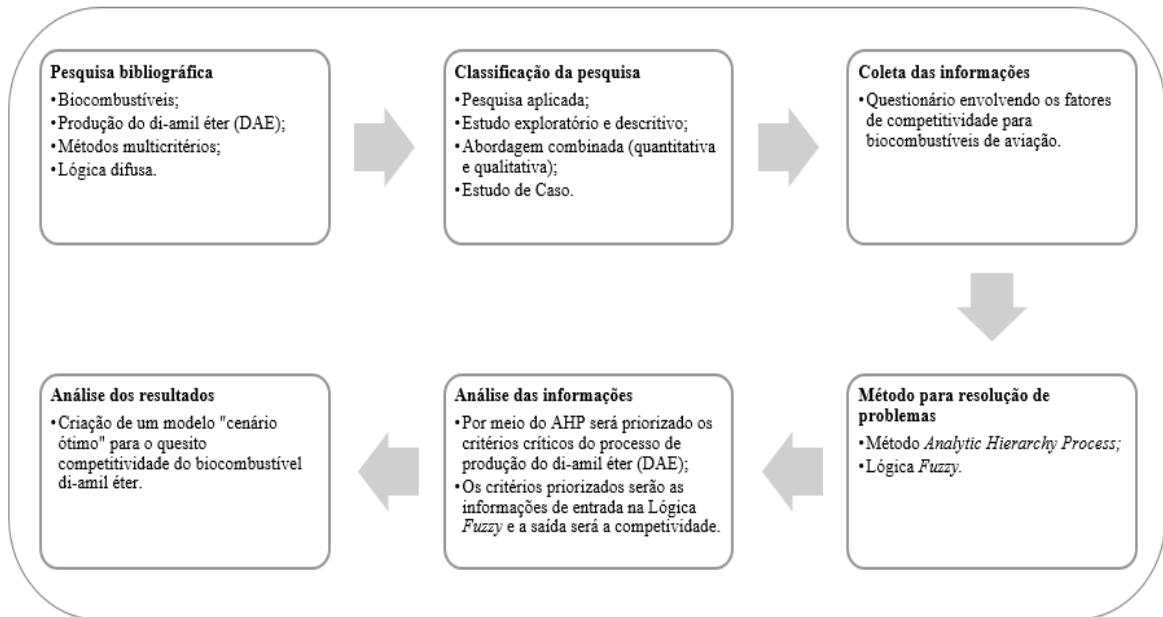 Pesquisa bibliográfica
•Biocombustíveis;
•Produção do di-amil éter (DAE);
•Métodos multicritérios;
•Lógica difusa.
Classificação da pesquisa
•Pesquisa aplicada;
•Estudo exploratório e descritivo;
•Abordagem combinada (quantitativa
e qualitativa);
•Estudo de Caso.
Coleta das informações
•Questionário envolvendo os fatores
de competitividade para
biocombustíveis de aviação.
Método para resolução de
problemas
•Método Analytic Hierarchy Process;
•Lógica Fuzzy.
Análise das informações
•Por meio do AHP será priorizado os
critérios críticos do processo de
produção do di-amil éter (DAE);
•Os critérios priorizados serão as
informações de entrada na Lógica
Fuzzy e a saída será a competividade.
Análise dos resultados
•Criação de um modelo "cenário
ótimo" para o quesito
competitividade do biocombustível
di-amil éter.